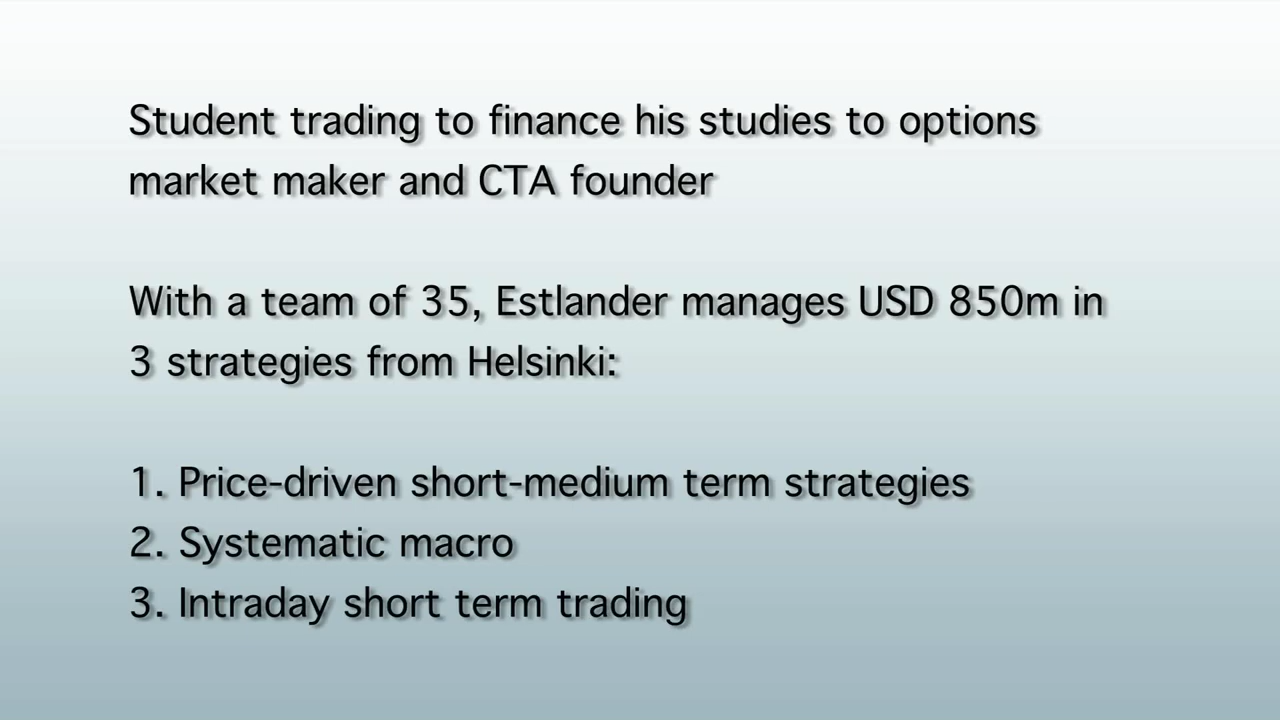 Student trading to finance his studies to options
market maker and CTA founder
With a team of 35, Estlander manages USD 850m in
3 strategies from Helsinki:
1. Price-driven short-medium term strategies
2. Systematic macro
3. Intraday short term trading